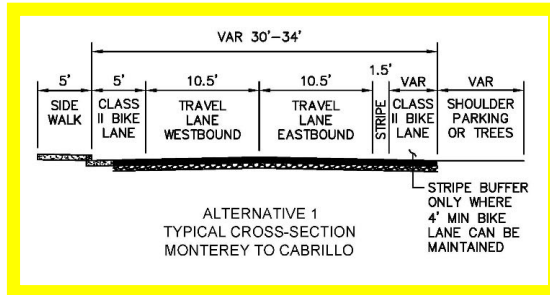 VAR 30'-34'
5'
5'
10.5'
10.5'
1.5'
VAR
VAR
SIDE
WALK
CLASS
II BIKE
LANE
TRAVEL
LANE
WESTBOUND
TRAVEL
LANE
EASTBOUND
STRIPE
CLASS
II BIKE
LANE
SHOULDER
PARKING
OR TREES
STRIPE BUFFER
ONLY WHERE
4' MIN BIKE
LANE CAN BE
MAINTAINED
ALTERNATIVE 1
TYPICAL CROSS-SECTION
MONTEREY TO CABRILLO